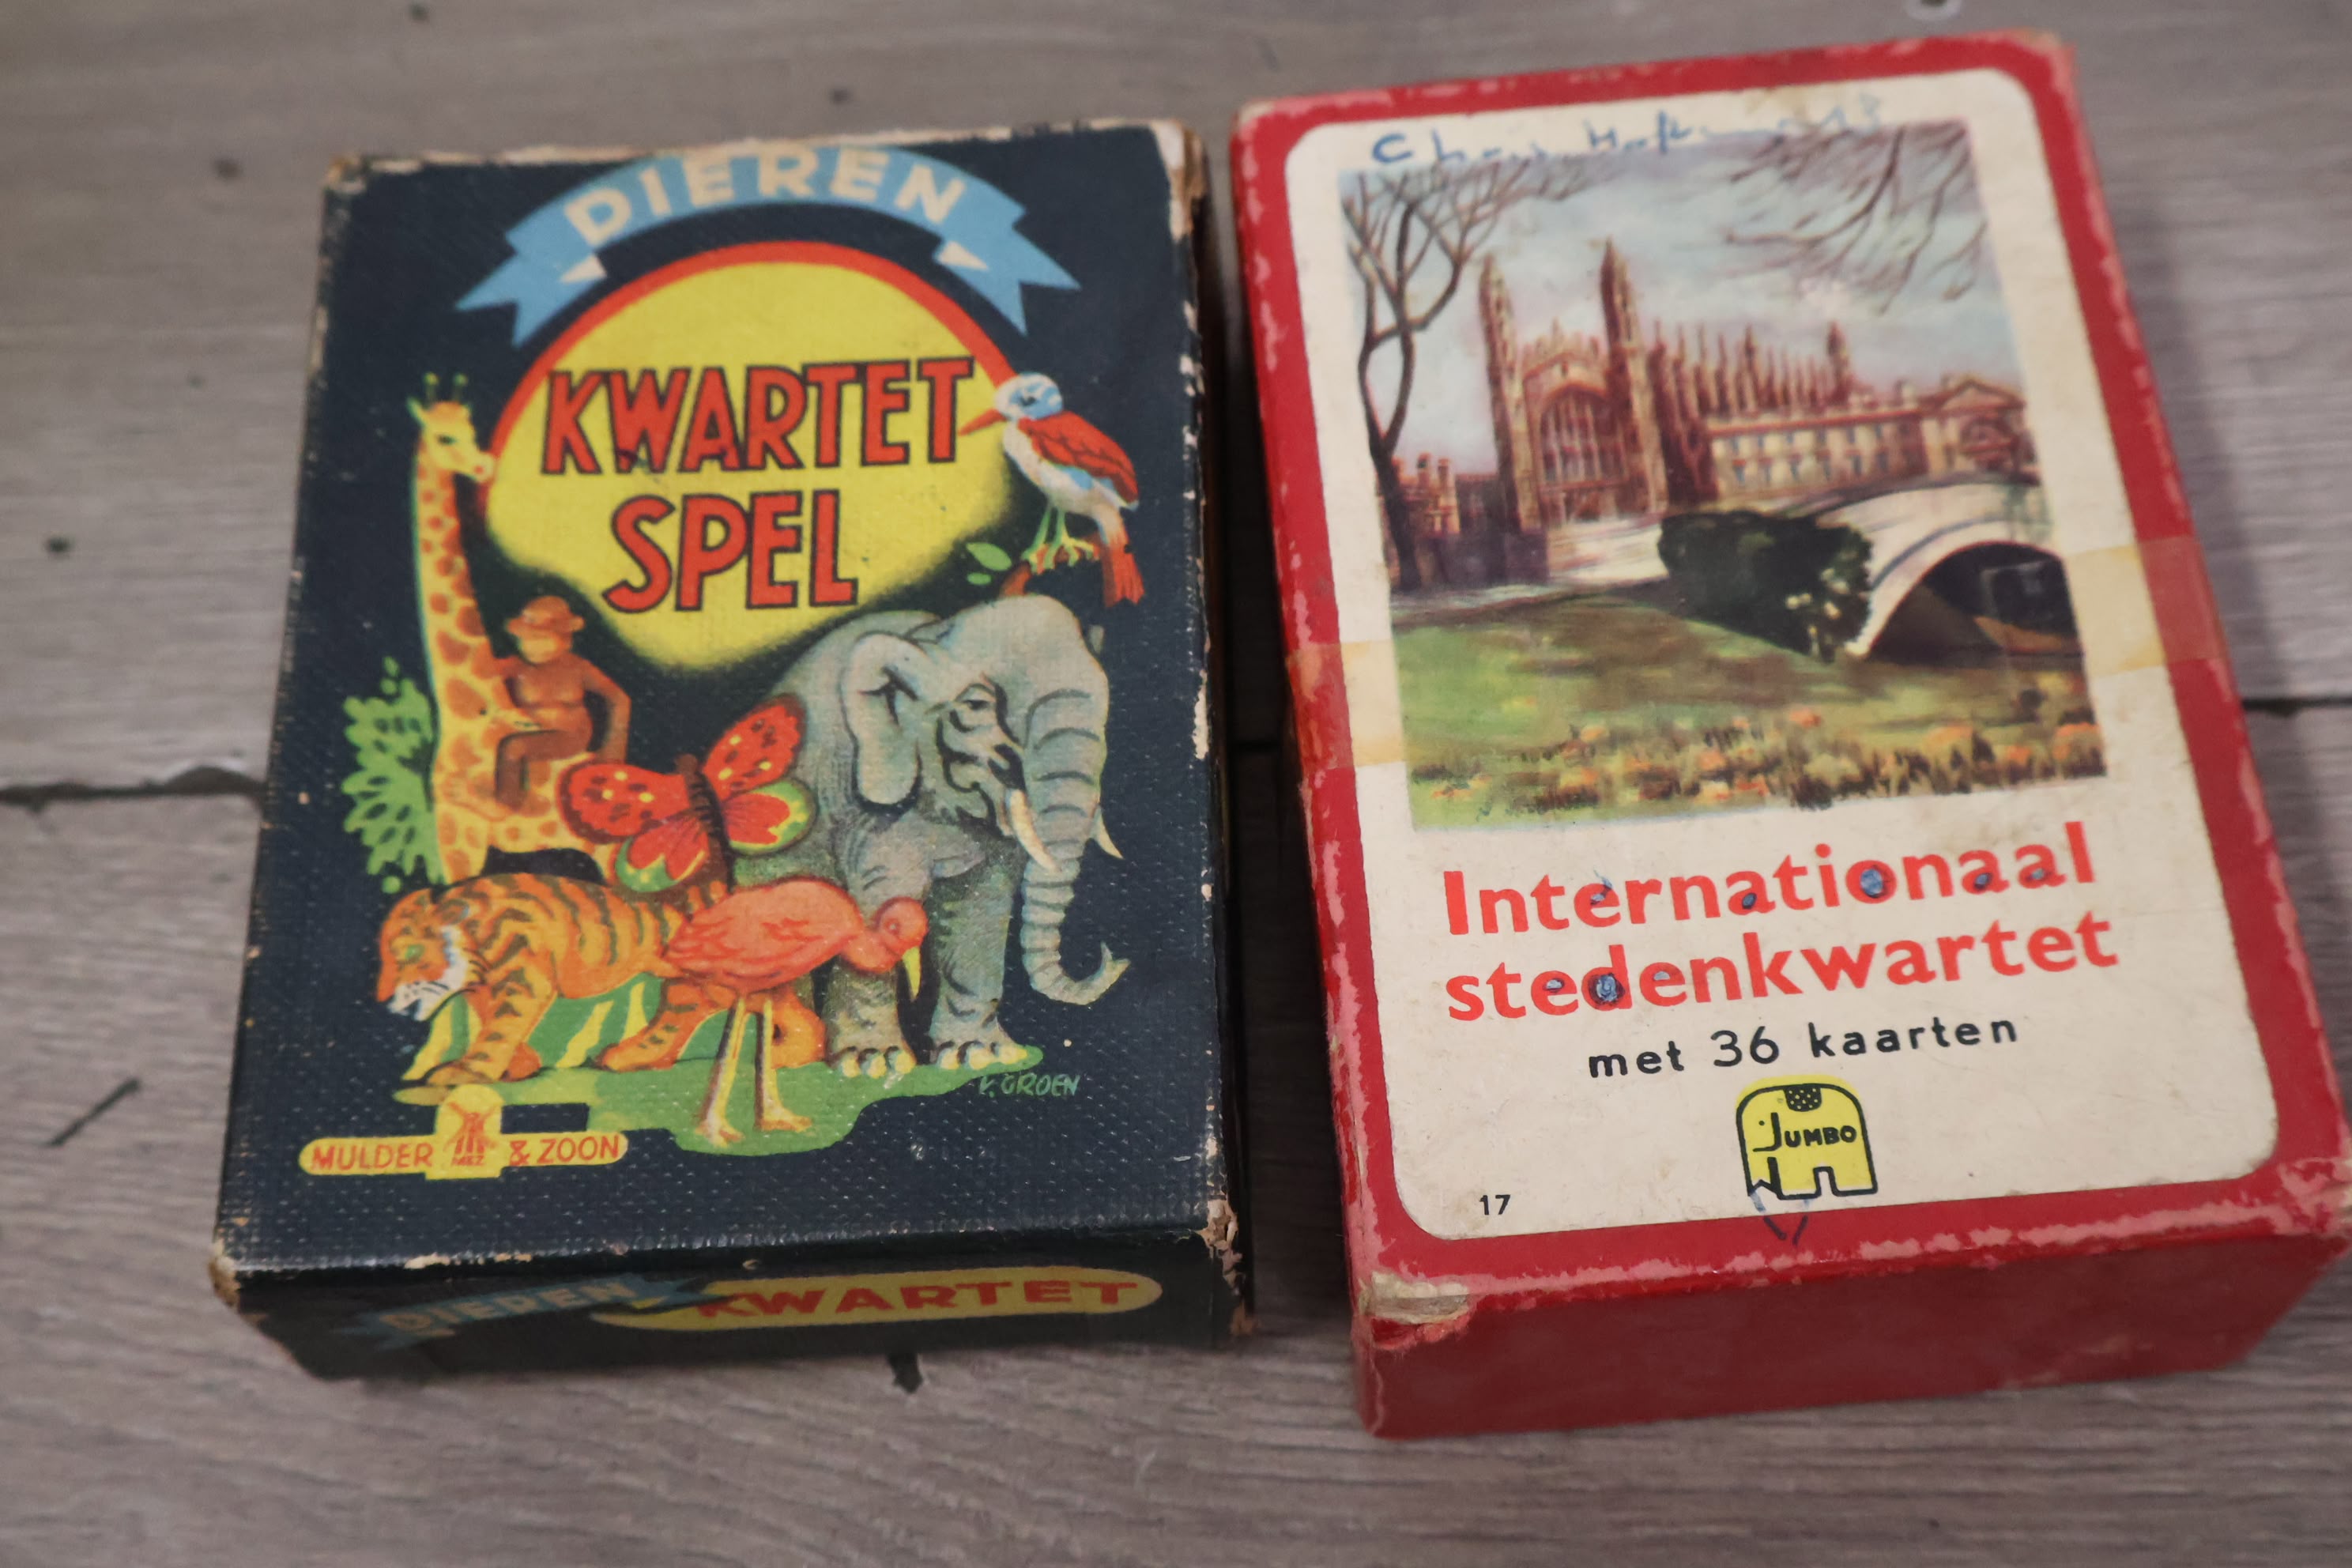 DIEREN
KWARTET
SPEL
V. GROEN
MULDER M&Z & ZOON
DIEREN KWARTET
Internationaal
stedenkwartet
met 36 kaarten
JUMBO
17